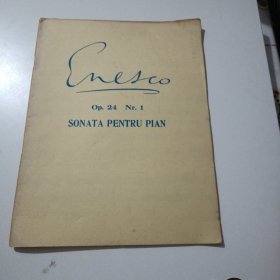 Enesco
Op. 24 Nr. 1
SONATA PENTRU PIAN